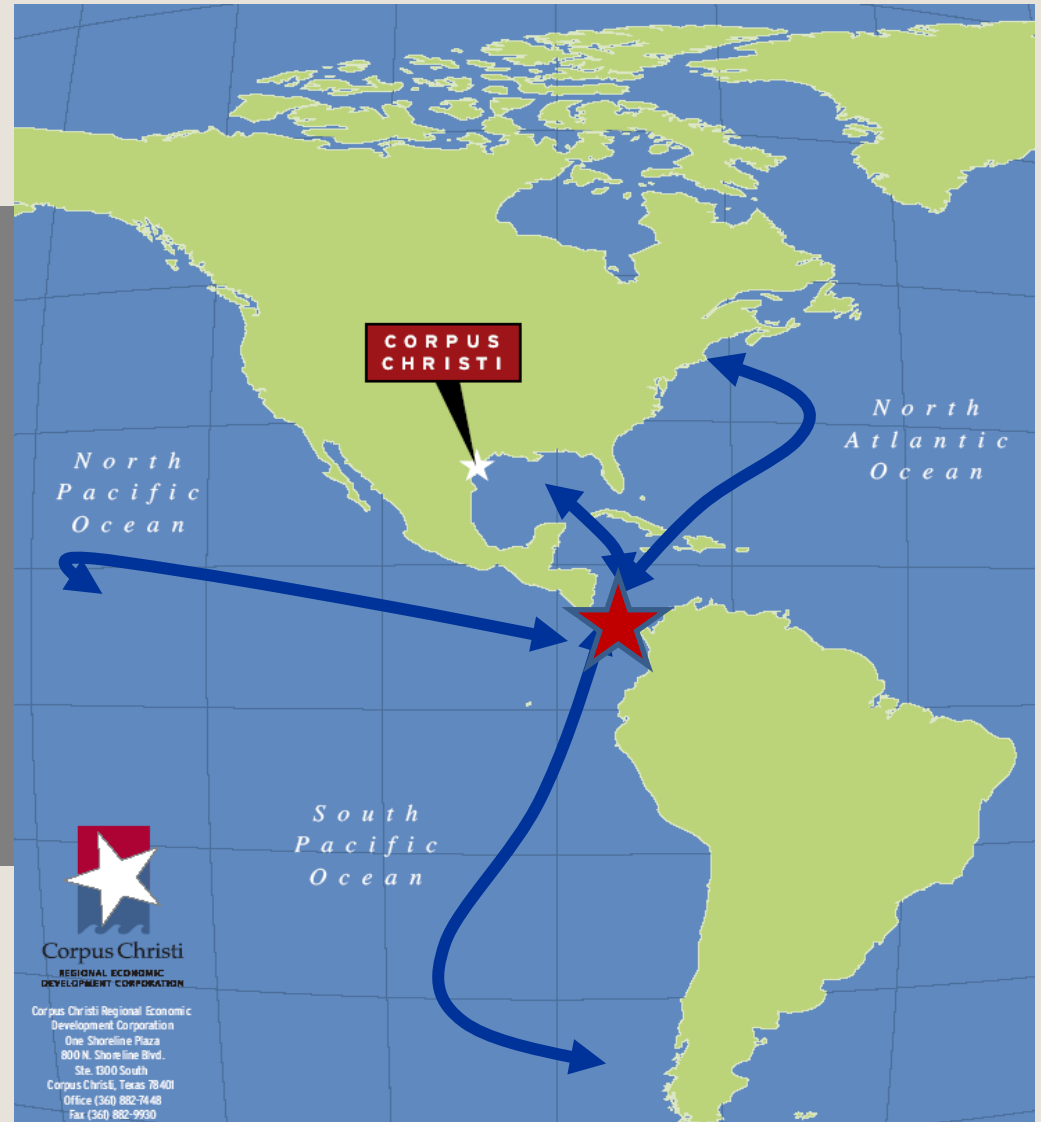 CORPUS
CHRISTI
North
Atlantic
Ocean
North
Pacific
Ocean
South
Pacific
Ocean
Corpus Christi
REGIONAL ECONOMIC
DEVELOPMENT CORPORATION
Corpus Christi Regional Economic
Development Corporation
One Shoreline Plaza
800 N. Shoreline Blvd.
Ste. 1300 South
Corpus Christi, Texas 78401
Office (361) 882-7448
Fax (361) 882-9930